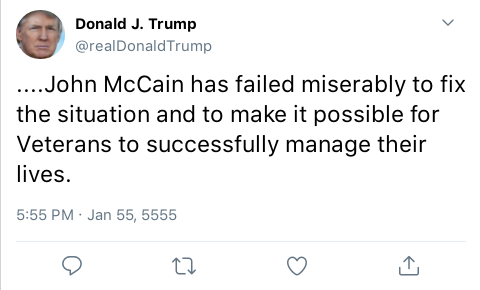 Donald J. Trump
@realDonaldTrump
....John McCain has failed miserably to fix
the situation and to make it possible for
Veterans to successfully manage their
lives.
5:55 PM · Jan 55, 5555